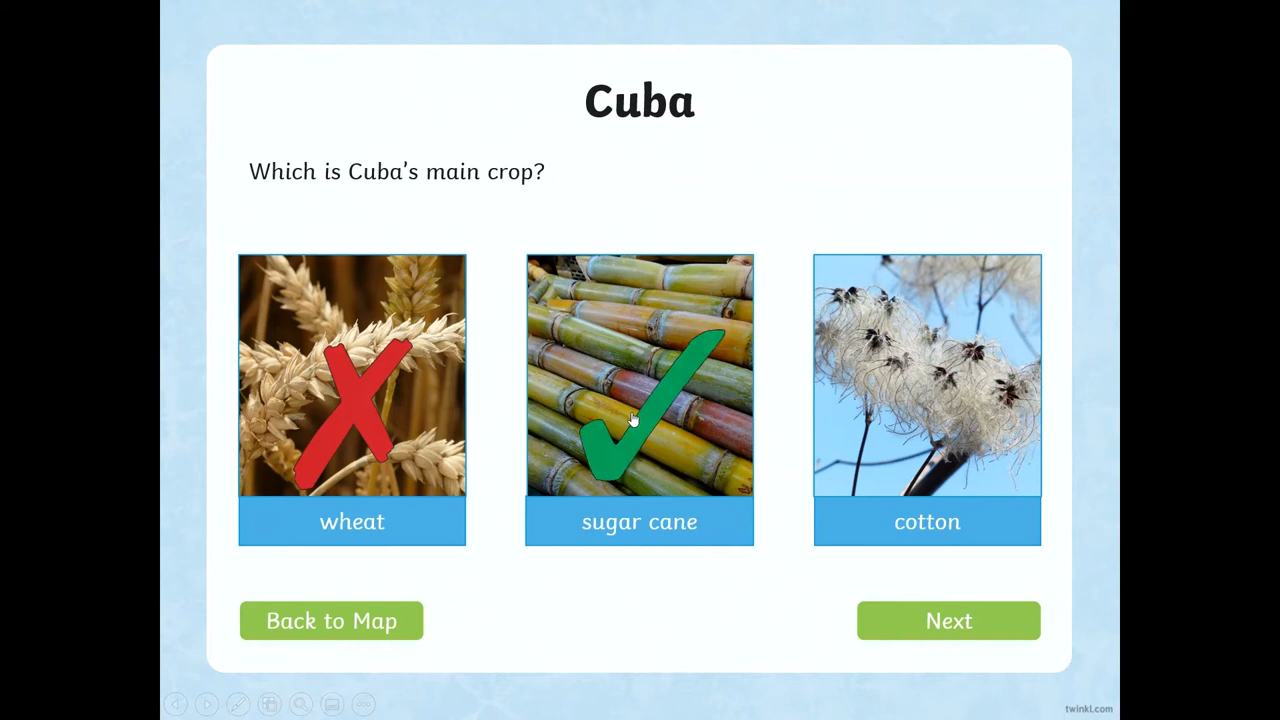 Cuba
Which is Cuba's main crop?
wheat
sugar cane
cotton
Back to Map
Next
twinkl.com